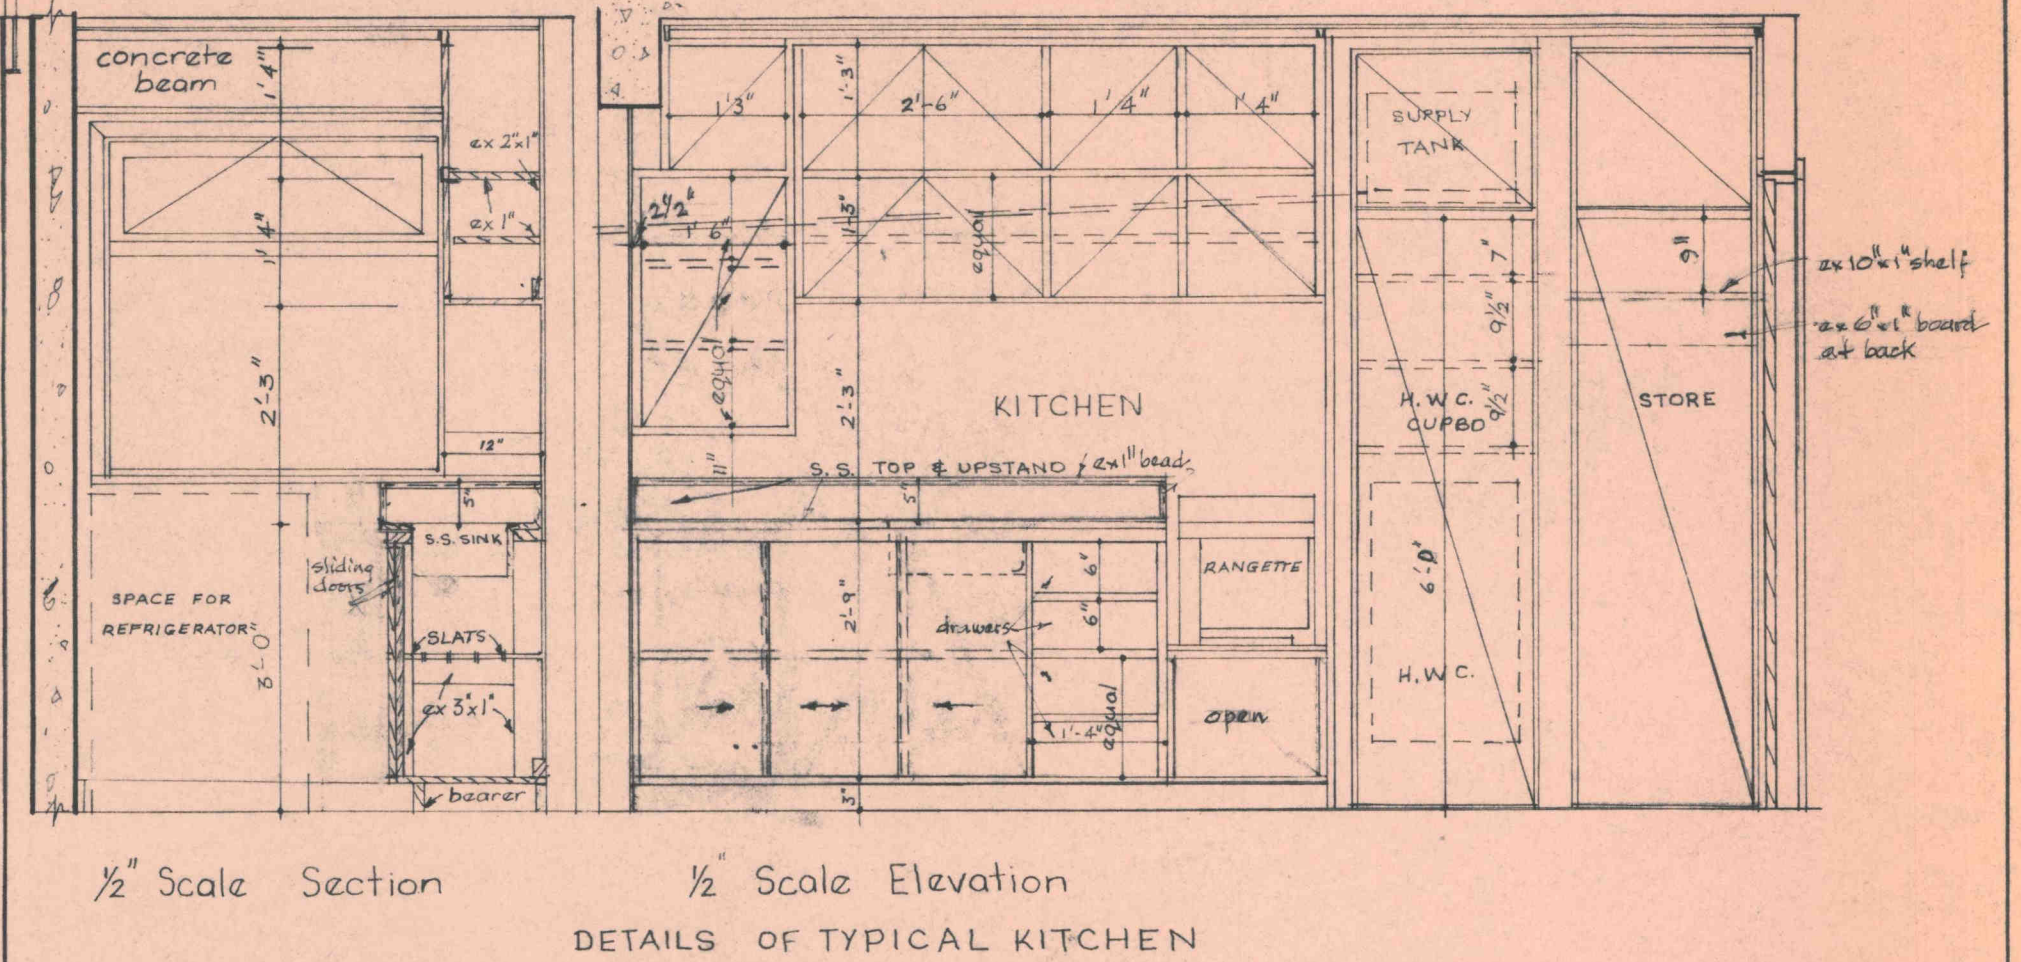 concrete
beam
1'4"
ex 2"x1"
ex 1"
1'4"
2'-3"
12"
5"
S.S. SINK
sliding
doors
SPACE FOR
REFRIGERATOR
3'-0"
SLATS
ex 3"x1"
bearer
1'3"
1'-3"
2'-6"
1'4"
1'4"
2½"
1'6"
1'-3"
equal
equal
11"
2'-3"
KITCHEN
S.S. TOP & UPSTAND
ex 1" bead
5"
2'-9"
drawers
6"
6"
1'-4"
equal
3"
RANGETTE
open
SUPPLY
TANK
7"
9½"
9½"
H.W.C.
CUPBD
6'-0"
H.W.C.
9"
STORE
ex 10"x1" shelf
ex 6"x1" board
at back
½" Scale Section
½" Scale Elevation
DETAILS OF TYPICAL KITCHEN